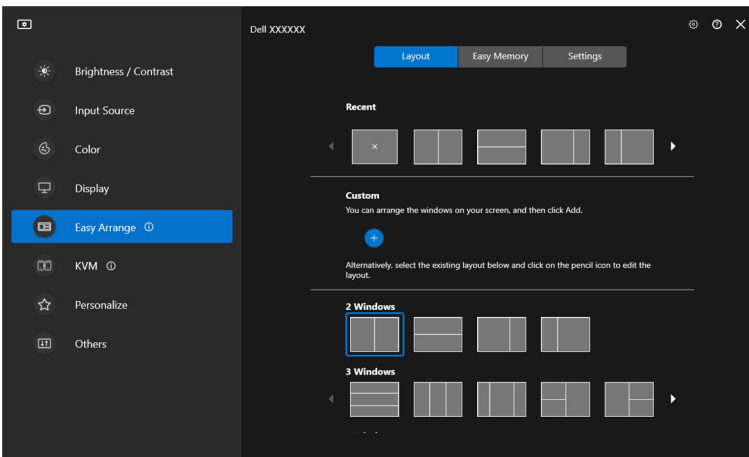 Dell XXXXXX
Brightness / Contrast
Input Source
Color
Display
Easy Arrange
KVM
Personalize
Others
Layout
Easy Memory
Settings
Recent
Custom
You can arrange the windows on your screen, and then click Add.
Alternatively, select the existing layout below and click on the pencil icon to edit the
layout.
2 Windows
3 Windows